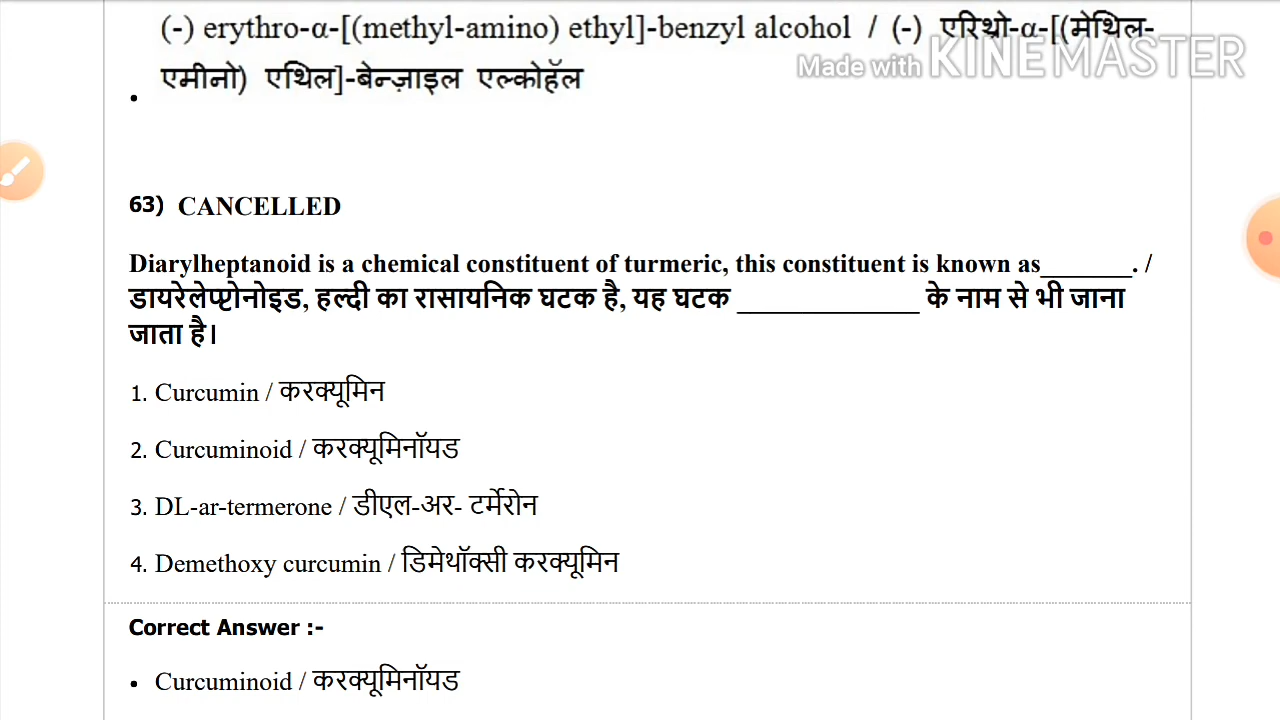 (-) erythro-α-[(methyl-amino) ethyl]-benzyl alcohol / (-) एरिथ्रो-α-[(मेथिल-
Made with KINEMASTER
एमीनो) एथिल]-बेन्ज़ाइल एल्कोहॅल
63) CANCELLED
Diarylheptanoid is a chemical constituent of turmeric, this constituent is known as_______. /
डायरेलेप्टोनोइड, हल्दी का रासायनिक घटक है, यह घटक ______________ के नाम से भी जाना
जाता है।
1. Curcumin / करक्यूमिन
2. Curcuminoid / करक्यूमिनॉयड
3. DL-ar-termerone / डीएल-अर- टर्मेरोन
4. Demethoxy curcumin / डिमेथॉक्सी करक्यूमिन
Correct Answer :-
• Curcuminoid / करक्यूमिनॉयड